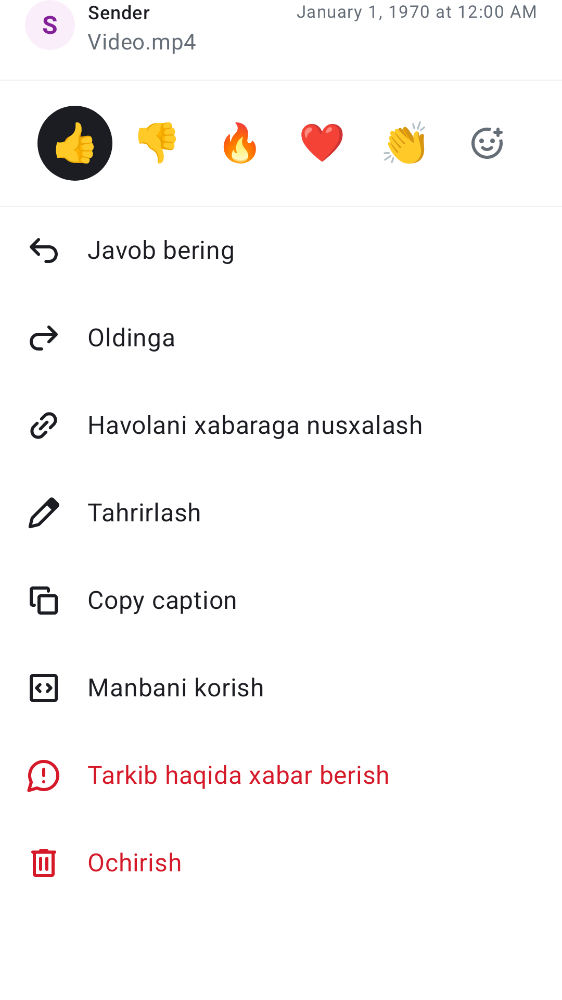 S
Sender
January 1, 1970 at 12:00 AM
Video.mp4
Javob bering
Oldinga
Havolani xabaraga nusxalash
Tahrirlash
Copy caption
Manbani korish
Tarkib haqida xabar berish
Ochirish